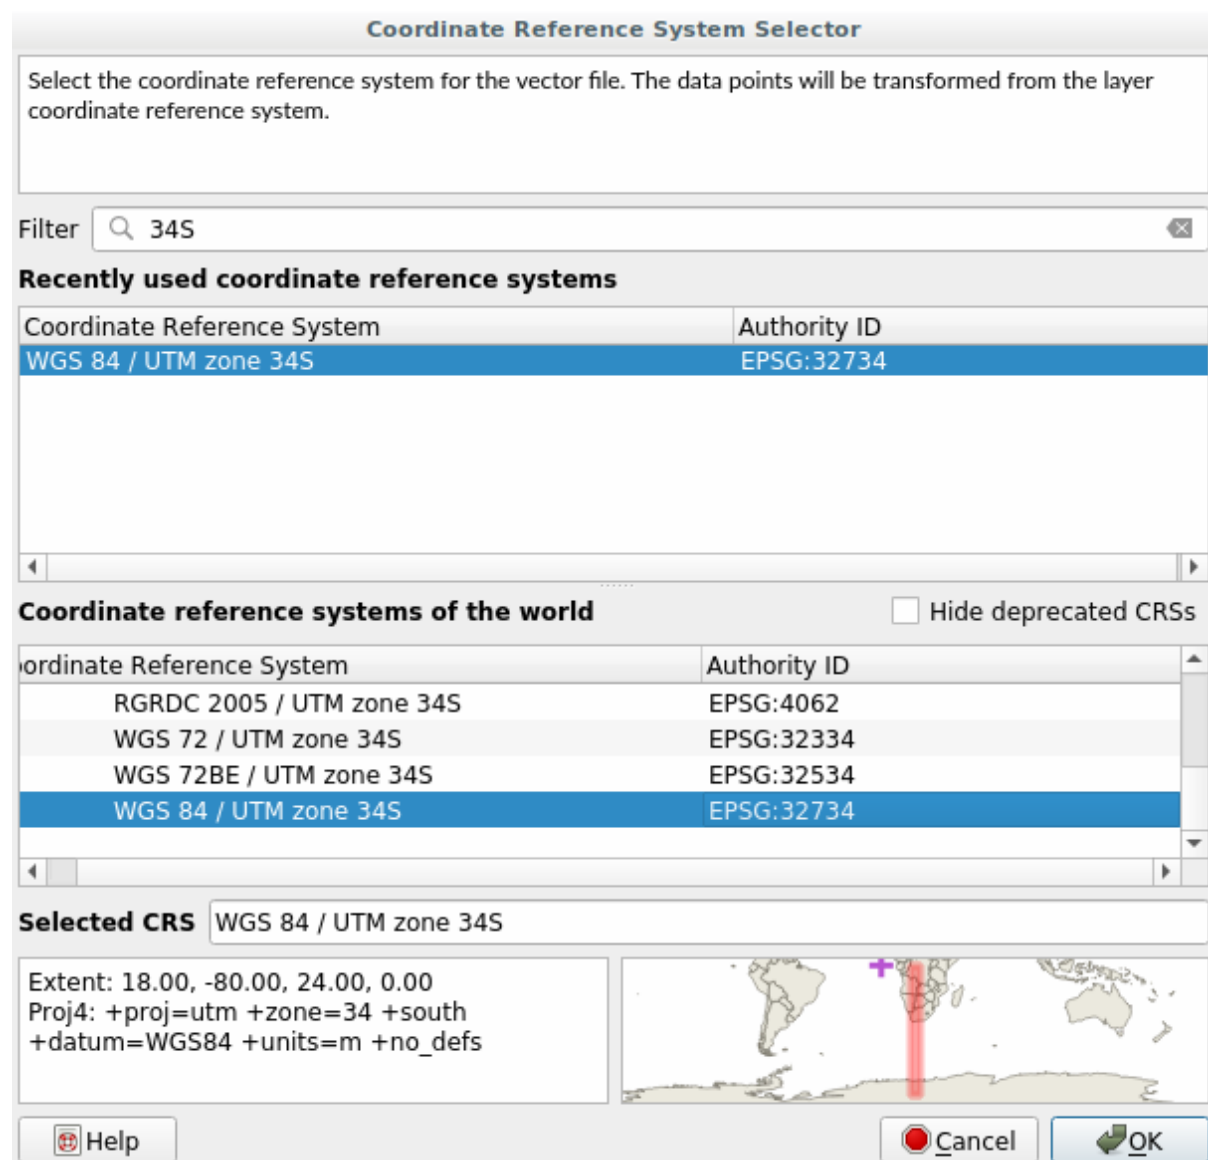 Coordinate Reference System Selector
Select the coordinate reference system for the vector file. The data points will be transformed from the layer
coordinate reference system.
Filter 34S
Recently used coordinate reference systems
Coordinate Reference System Authority ID
WGS 84 / UTM zone 34S EPSG:32734
Coordinate reference systems of the world Hide deprecated CRSs
ordinate Reference System Authority ID
RGRDC 2005 / UTM zone 34S EPSG:4062
WGS 72 / UTM zone 34S EPSG:32334
WGS 72BE / UTM zone 34S EPSG:32534
WGS 84 / UTM zone 34S EPSG:32734
Selected CRS WGS 84 / UTM zone 34S
Extent: 18.00, -80.00, 24.00, 0.00
Proj4: +proj=utm +zone=34 +south
+datum=WGS84 +units=m +no_defs
Help Cancel OK